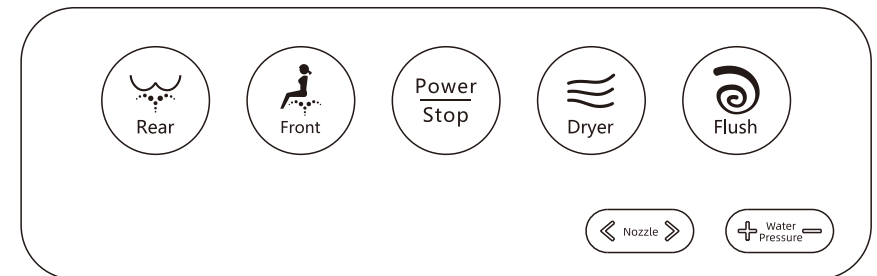 Rear
Front
Power
Stop
Dryer
Flush
Nozzle
Water
Pressure